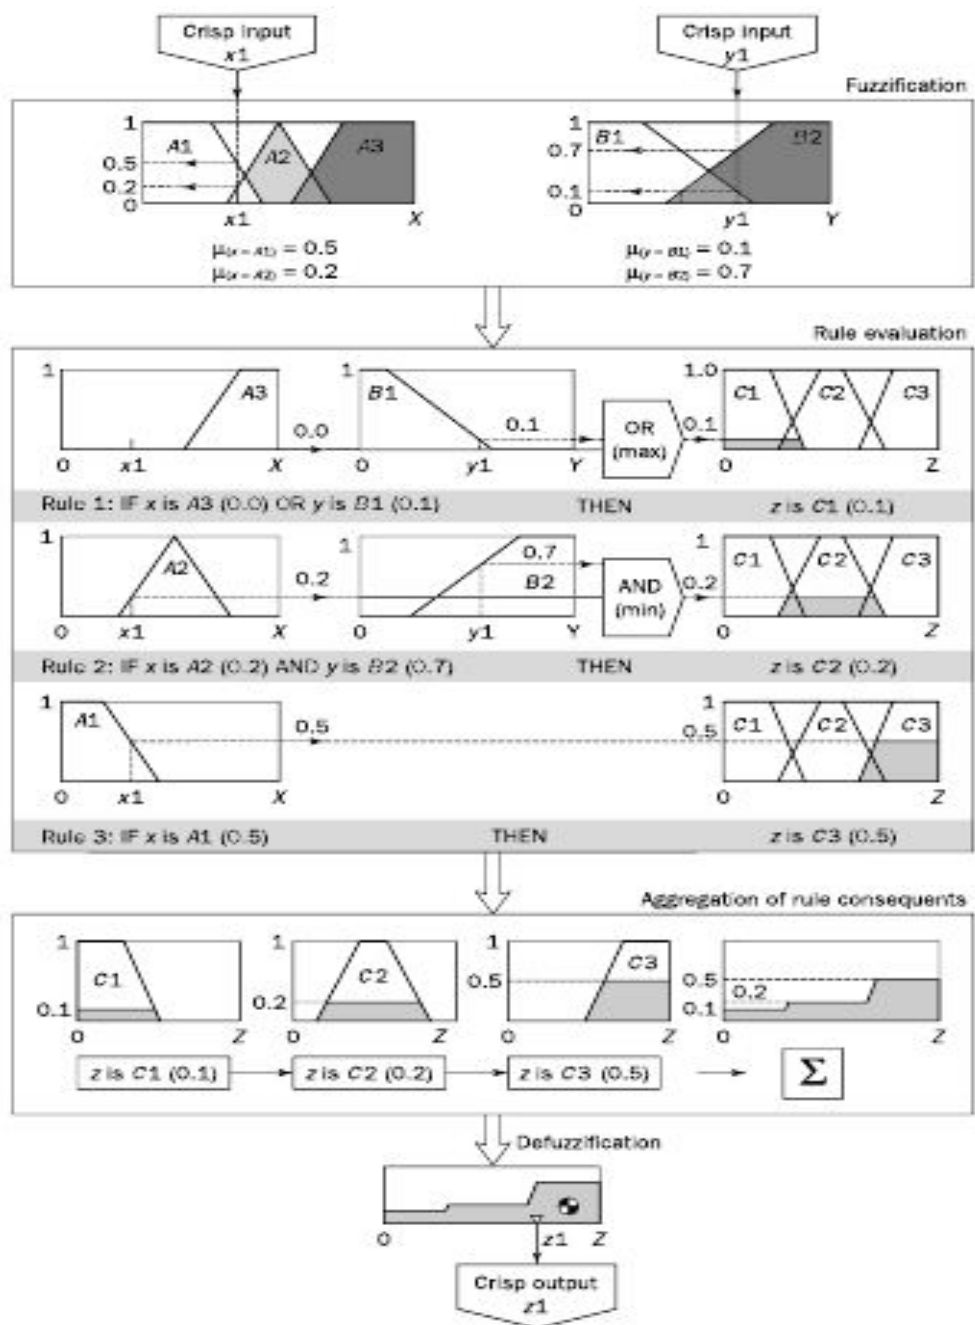 Crisp Input
x1
Crisp Input
y1
Fuzzification
1
0.5
0.2
0
A1
A2
A3
x1
X
1
0.7
0.1
0
B1
B2
y1
Y
μ(x = A1) = 0.5
μ(x = A2) = 0.2
μ(y = B1) = 0.1
μ(y = B2) = 0.7
Rule evaluation
1
A3
0
x1
X
0.0
1
B1
0
y1
Y
0.1
OR
(max)
1.0
0.1
C1
C2
C3
0
Z
Rule 1: IF x is A3 (0.0) OR y is B1 (0.1) THEN z is C1 (0.1)
1
A2
0
x1
X
0.2
1
0.7
B2
0
y1
Y
AND
(min)
1
0.2
C1
C2
C3
0
Z
Rule 2: IF x is A2 (0.2) AND y is B2 (0.7) THEN z is C2 (0.2)
1
A1
0
x1
X
0.5
1
0.5
C1
C2
C3
0
Z
Rule 3: IF x is A1 (0.5) THEN z is C3 (0.5)
Aggregation of rule consequents
1
C1
0.1
0
Z
1
C2
0.2
0
Z
1
C3
0.5
0
Z
1
0.5
0.2
0.1
0
Z
z is C1 (0.1)
z is C2 (0.2)
z is C3 (0.5)
Σ
Defuzzification
0
z1
Z
Crisp output
z1